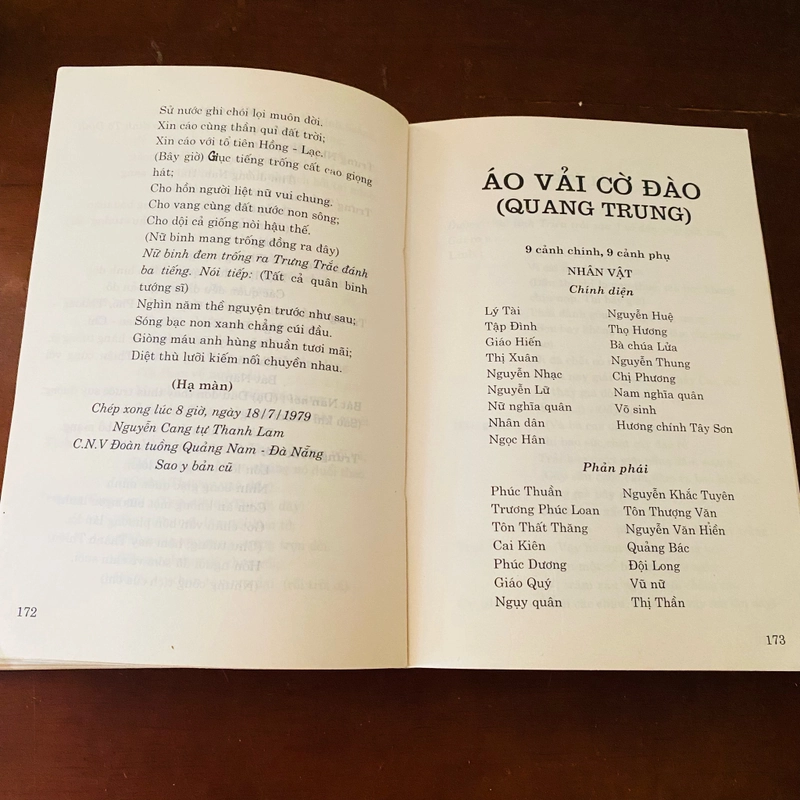 Sử nước ghi chói lọi muôn đời.
Xin cáo cùng thần quỉ đất trời;
Xin cáo với tổ tiên Hồng - Lạc.
(Bây giờ) Giục tiếng trống cất cao giọng
hát;
Cho hồn người liệt nữ vui chung.
Cho vang cùng đất nước non sông;
Cho dội cả giống nòi hậu thế.
(Nữ binh mang trống đồng ra đây)
Nữ binh đem trống ra Trưng Trắc đánh
ba tiếng. Nói tiếp: (Tất cả quân binh
tướng sĩ)
Nghìn năm thề nguyện trước như sau;
Sóng bạc non xanh chẳng cúi đầu.
Giòng máu anh hùng nhuần tươi mãi;
Diệt thù lưỡi kiếm nối chuyền nhau.
(Hạ màn)
Chép xong lúc 8 giờ, ngày 18/7/1979
Nguyễn Cang tự Thanh Lam
C.N.V Đoàn tuồng Quảng Nam - Đà Nẵng
Sao y bản cũ
172
ÁO VẢI CỜ ĐÀO
(QUANG TRUNG)
9 cảnh chính, 9 cảnh phụ
NHÂN VẬT
Chính diện
Lý Tài Nguyễn Huệ
Tập Đình Thọ Hương
Giáo Hiến Bà chúa Lửa
Thị Xuân Nguyễn Thung
Nguyễn Nhạc Chị Phương
Nguyễn Lữ Nam nghĩa quân
Nữ nghĩa quân Võ sinh
Nhân dân Hương chính Tây Sơn
Ngọc Hân
Phản phái
Phúc Thuần Nguyễn Khắc Tuyên
Trương Phúc Loan Tôn Thượng Văn
Tôn Thất Thăng Nguyễn Văn Hiền
Cai Kiên Quảng Bác
Phúc Dương Đội Long
Giáo Quý Vũ nữ
Ngụy quân Thị Thần
173